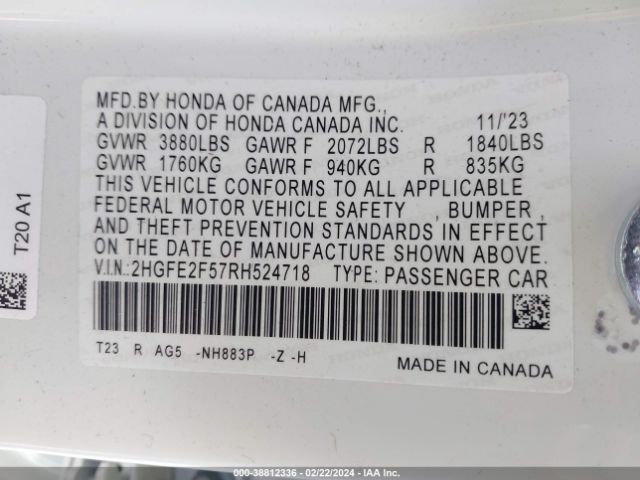 MFD.BY HONDA OF CANADA MFG.,
A DIVISION OF HONDA CANADA INC. 11/'23
GVWR 3880LBS GAWR F 2072LBS R 1840LBS
GVWR 1760KG GAWR F 940KG R 835KG
THIS VEHICLE CONFORMS TO ALL APPLICABLE
FEDERAL MOTOR VEHICLE SAFETY , BUMPER ,
AND THEFT PREVENTION STANDARDS IN EFFECT
ON THE DATE OF MANUFACTURE SHOWN ABOVE.
V.I.N.:2HGFE2F57RH524718 TYPE: PASSENGER CAR
T23 R AG5 -NH883P -Z -H
MADE IN CANADA
T20 A1
© COPART - 38812336 - 02/22/2024 - IAA Inc.